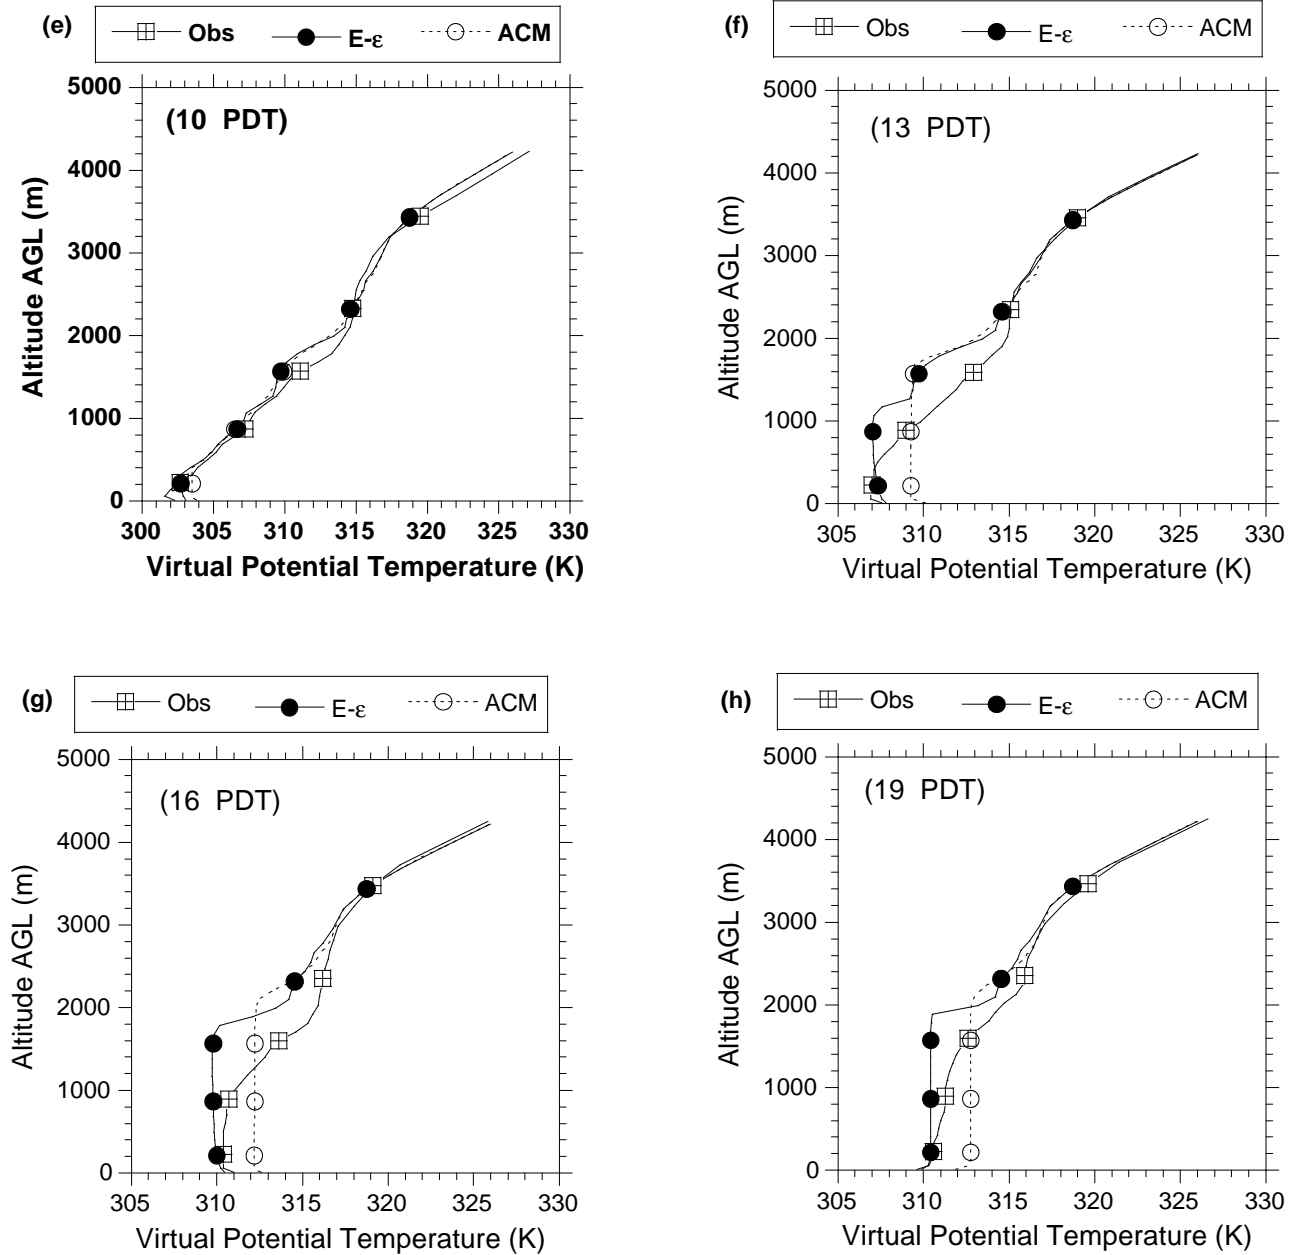 (e) Obs E-ε ACM
(10 PDT)
5000
4000
3000
2000
1000
0
300 305 310 315 320 325 330
Altitude AGL (m)
Virtual Potential Temperature (K)
(f) Obs E-ε ACM
(13 PDT)
5000
4000
3000
2000
1000
0
305 310 315 320 325 330
Altitude AGL (m)
Virtual Potential Temperature (K)
(g) Obs E-ε ACM
(16 PDT)
5000
4000
3000
2000
1000
0
305 310 315 320 325 330
Altitude AGL (m)
Virtual Potential Temperature (K)
(h) Obs E-ε ACM
(19 PDT)
5000
4000
3000
2000
1000
0
305 310 315 320 325 330
Altitude AGL (m)
Virtual Potential Temperature (K)